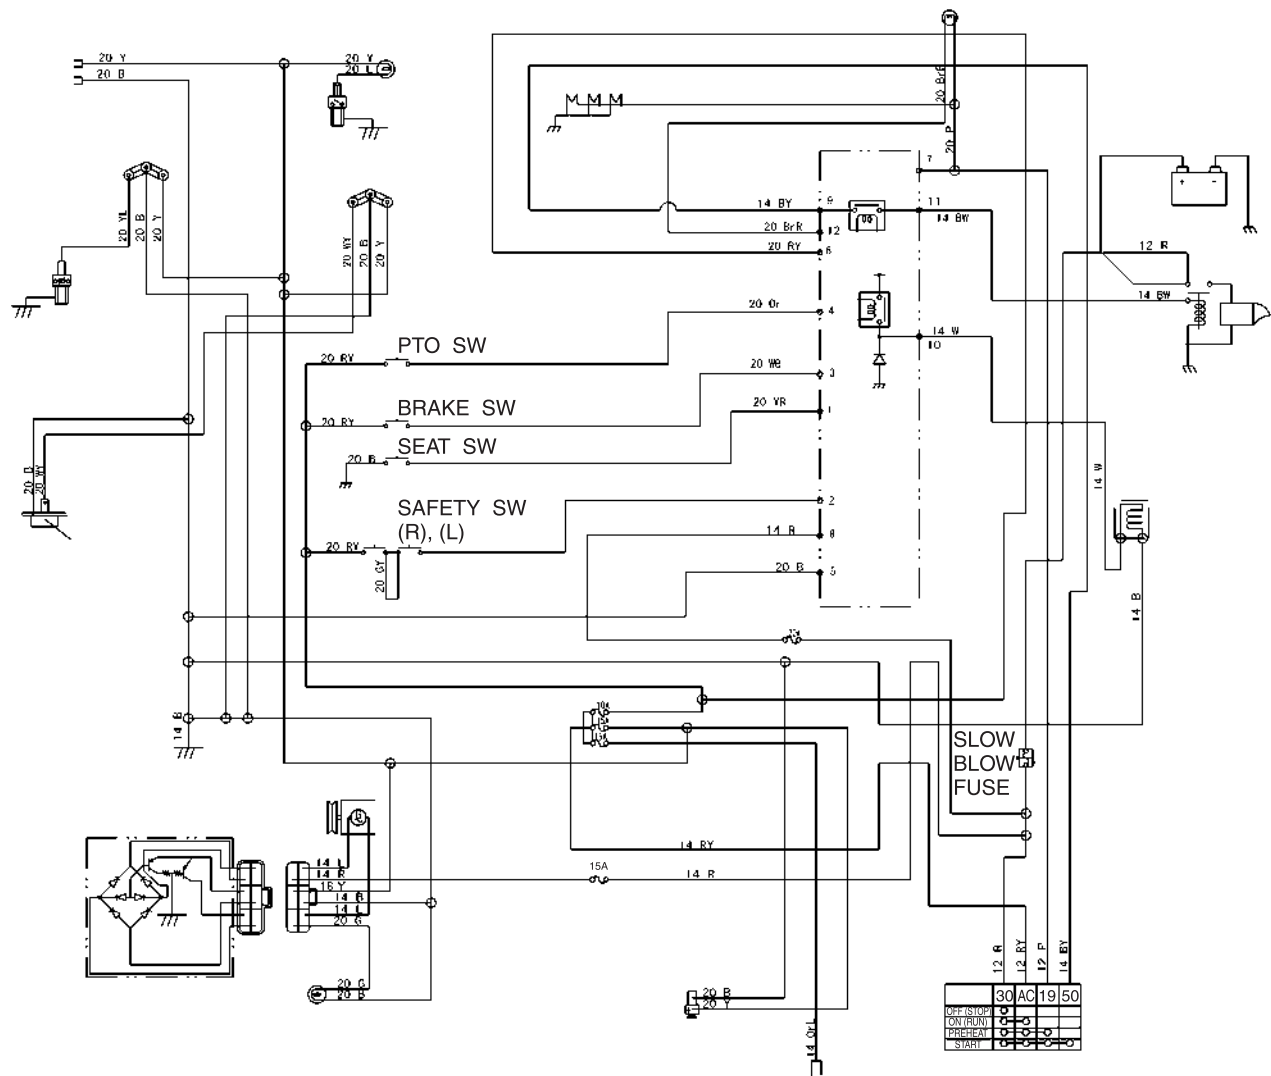 20 Y
20 B
20 Y
20 L
20 BrR
20 P
7
14 BY
9
11
14 BW
20 BrR
12
20 RY
6
20 YL
20 B
20 Y
20 WY
20 B
20 Y
+ -
12 R
14 BW
20 Or
4
14 W
10
PTO SW
20 RY
20 WG
3
BRAKE SW
20 RY
20 YR
1
SEAT SW
20 B
20 B
20 WY
SAFETY SW
(R), (L)
2
14 R
8
20 RY
20 GY
20 B
5
14 W
14 B
14 B
10A
15A
15A
SLOW
BLOW
FUSE
14 RY
15A
14 R
14 L
14 R
16 Y
14 B
14 L
20 G
20 G
20 B
20 B
20 Y
14 OrL
12 R
12 RY
12 P
14 BY
30 AC 19 50
OFF (STOP)
ON (RUN)
PREHEAT
START